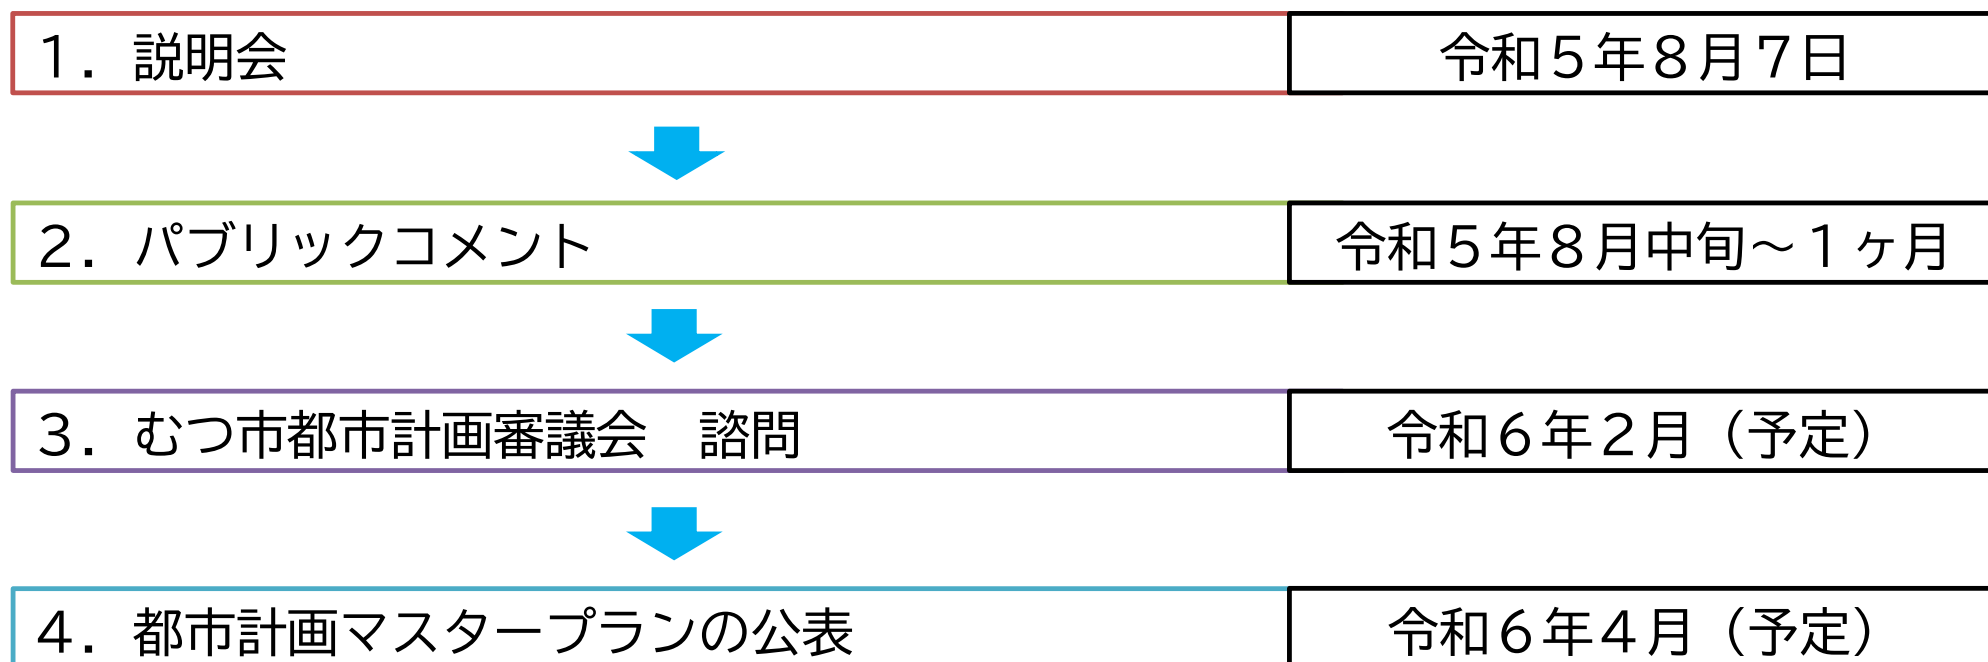 １．説明会　令和５年８月７日
２．パブリックコメント　令和５年８月中旬～１ヶ月
３．むつ市都市計画審議会　諮問　令和６年２月（予定）
４．都市計画マスタープランの公表　令和６年４月（予定）